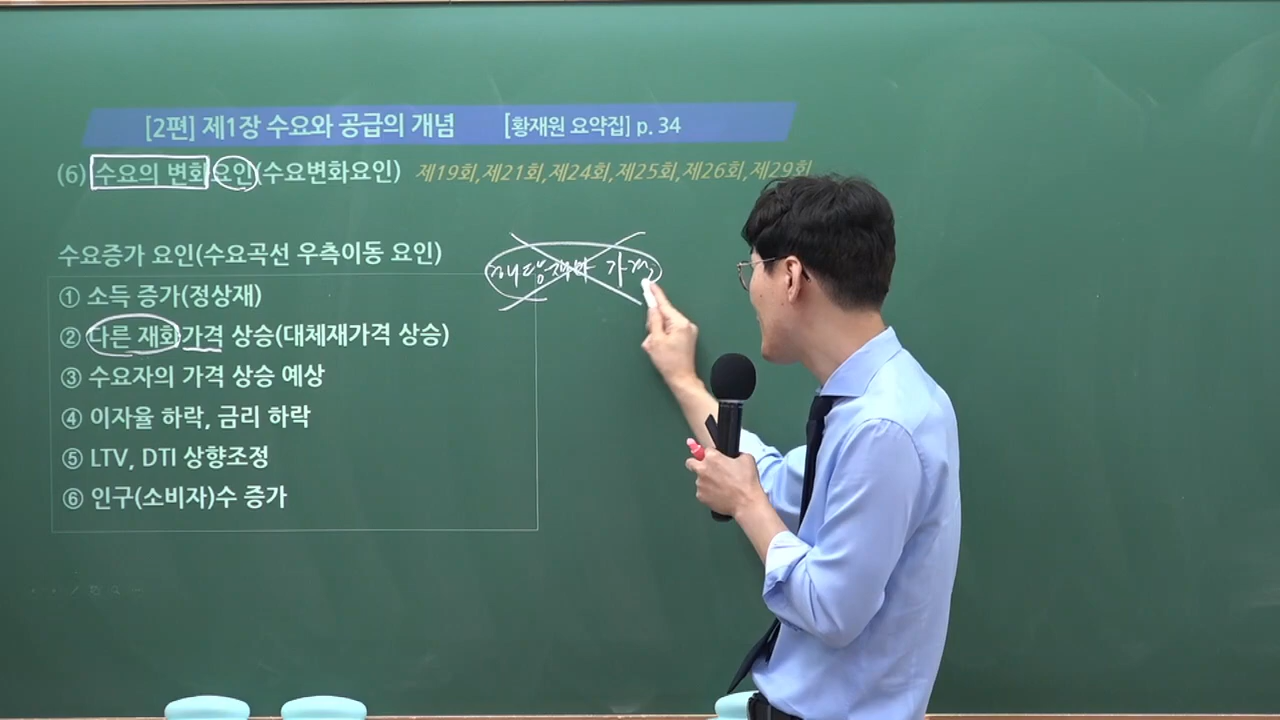 [2편] 제1장 수요와 공급의 개념 [황재원 요약집] p. 34
(6) 수요의 변화요인(수요변화요인) 제19회,제21회,제24회,제25회,제26회,제29회
수요증가 요인(수요곡선 우측이동 요인)
해당재화 가격
① 소득 증가(정상재)
② 다른 재화가격 상승(대체재가격 상승)
③ 수요자의 가격 상승 예상
④ 이자율 하락, 금리 하락
⑤ LTV, DTI 상향조정
⑥ 인구(소비자)수 증가